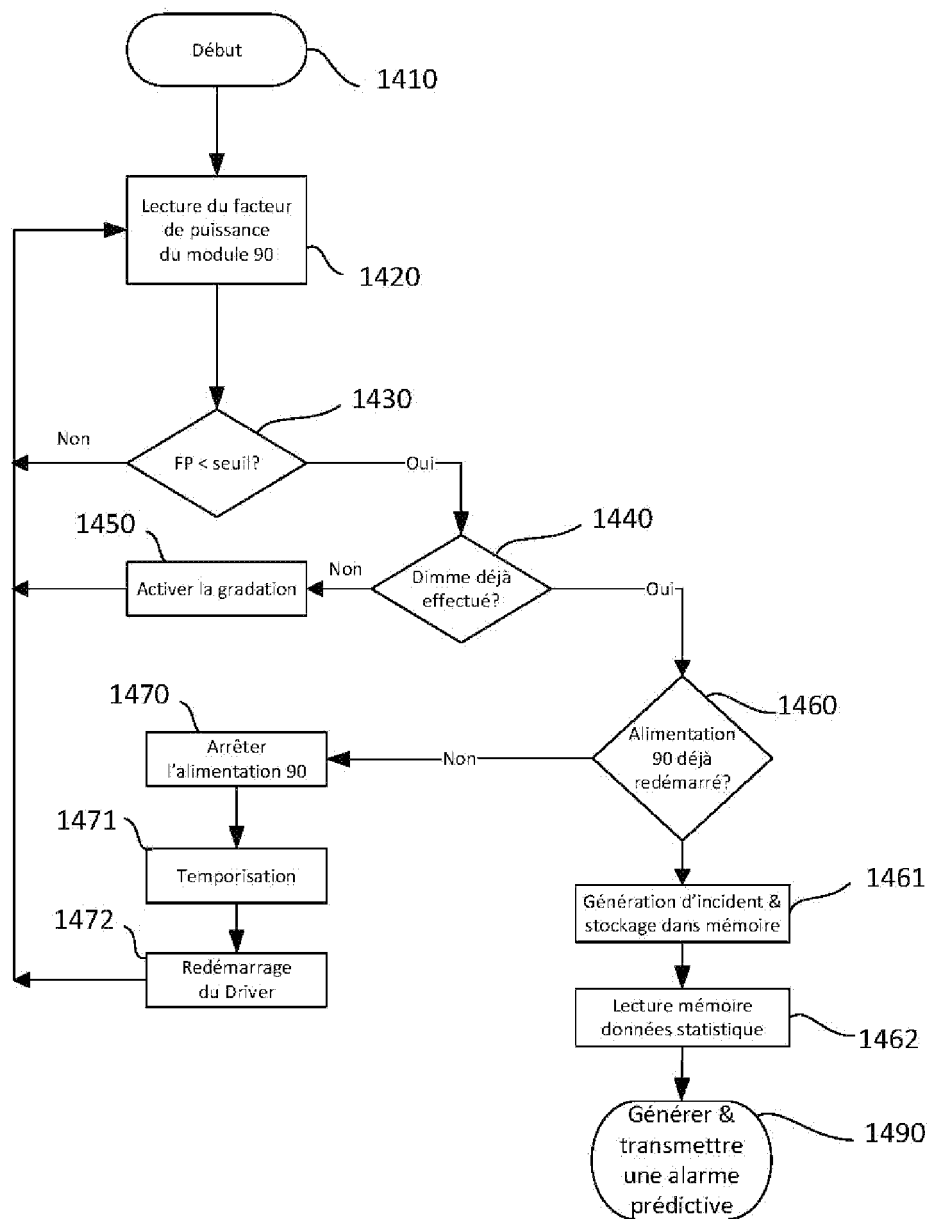 Début
1410
Lecture du facteur
de puissance
du module 90
1420
1430
Non
FP < seuil?
Oui
1450
1440
Activer la gradation
Non
Dimme déjà
effectué?
Oui
1470
1460
Arrêter
l'alimentation 90
Non
Alimentation
90 déjà
redémarré?
1471
Temporisation
1461
Génération d'incident &
stockage dans mémoire
1472
Redémarrage
du Driver
Lecture mémoire
données statistique
1462
Générer &
transmettre
une alarme
prédictive
1490